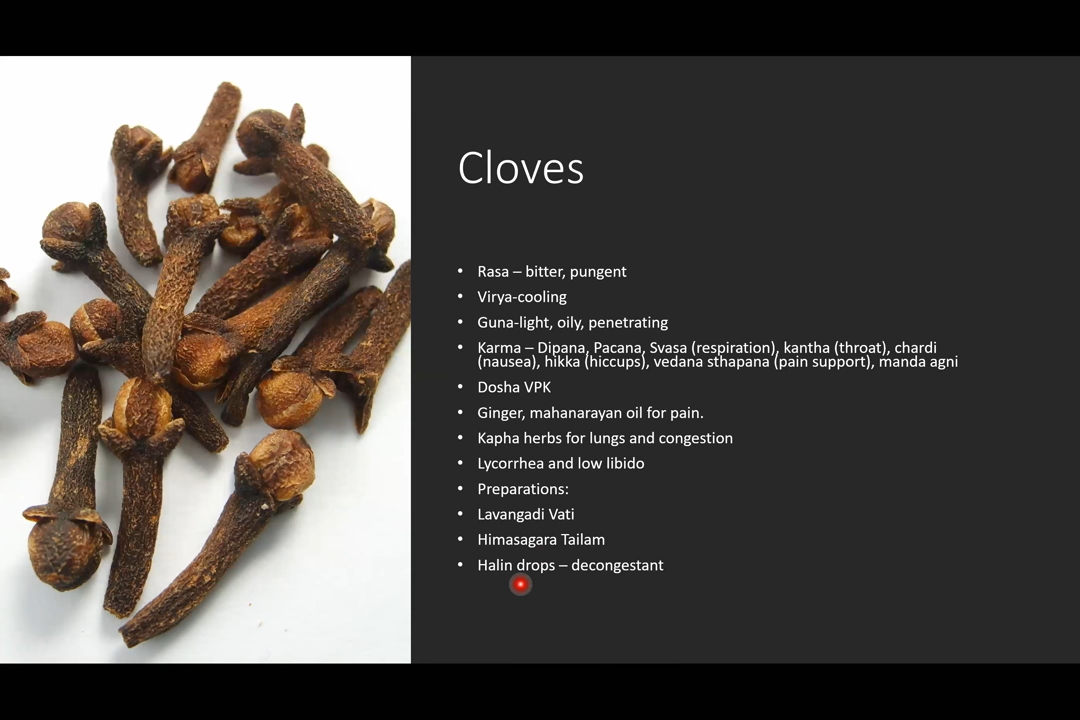 Cloves
• Rasa – bitter, pungent
• Virya-cooling
• Guna-light, oily, penetrating
• Karma – Dipana, Pacana, Svasa (respiration), kantha (throat), chardi
(nausea), hikka (hiccups), vedana sthapana (pain support), manda agni
• Dosha VPK
• Ginger, mahanarayan oil for pain.
• Kapha herbs for lungs and congestion
• Lycorrhea and low libido
• Preparations:
• Lavangadi Vati
• Himasagara Tailam
• Halin drops – decongestant